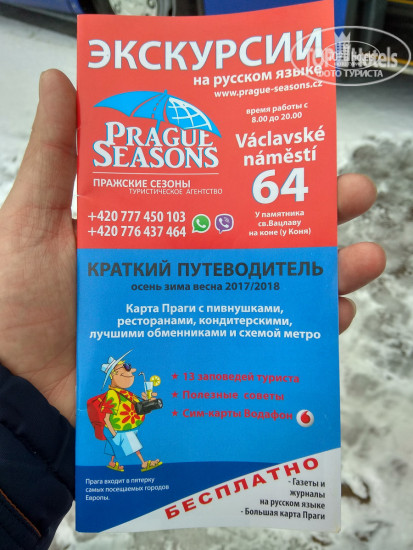 ЭКСКУРСИИ
на русском языке
www.prague-seasons.cz
время работы с
8.00 до 20.00
PRAGUE
SEASONS
ПРАЖСКИЕ СЕЗОНЫ
ТУРИСТИЧЕСКОЕ АГЕНТСТВО
Václavské
náměstí
64
+420 777 450 103
+420 776 437 464
У памятника
св.Вацлаву
на коне (у Коня)
КРАТКИЙ ПУТЕВОДИТЕЛЬ
осень зима весна 2017/2018
Карта Праги с пивнушками,
ресторанами, кондитерскими,
лучшими обменниками и схемой метро
★ 13 заповедей туриста
★ Полезные советы
★ Сим-карты Водафон
Прага входит в пятерку
самых посещаемых городов
Европы.
БЕСПЛАТНО
- Газеты и
журналы
на русском языке
- Большая карта Праги
TopHotels
ФОТО ТУРИСТА